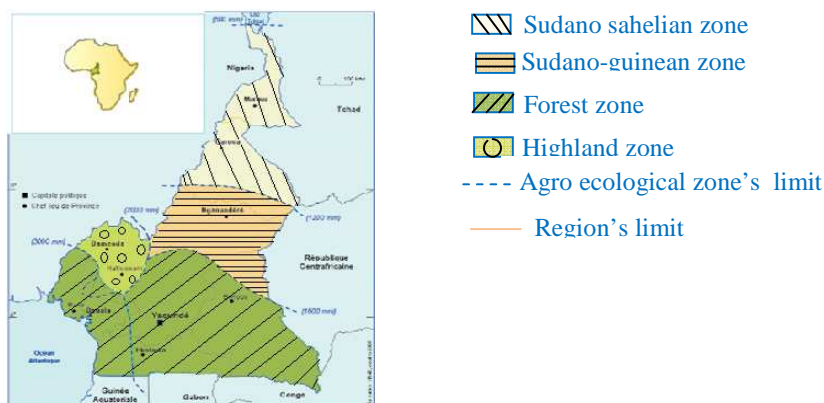 Sudano sahelian zone
Sudano-guinean zone
Forest zone
Highland zone
Agro ecological zone's limit
Region's limit
Nigeria
Tchad
Maroua
Garoua
Capitale politique
Chef lieu de Province
Ngaoundéré
(1200 mm)
(3000 mm)
Bamenda
Bafoussam
République
Centrafricaine
(1600 mm)
Douala
Yaoundé
Océan
Atlantique
Guinée
Equatoriale
Gabon
Congo